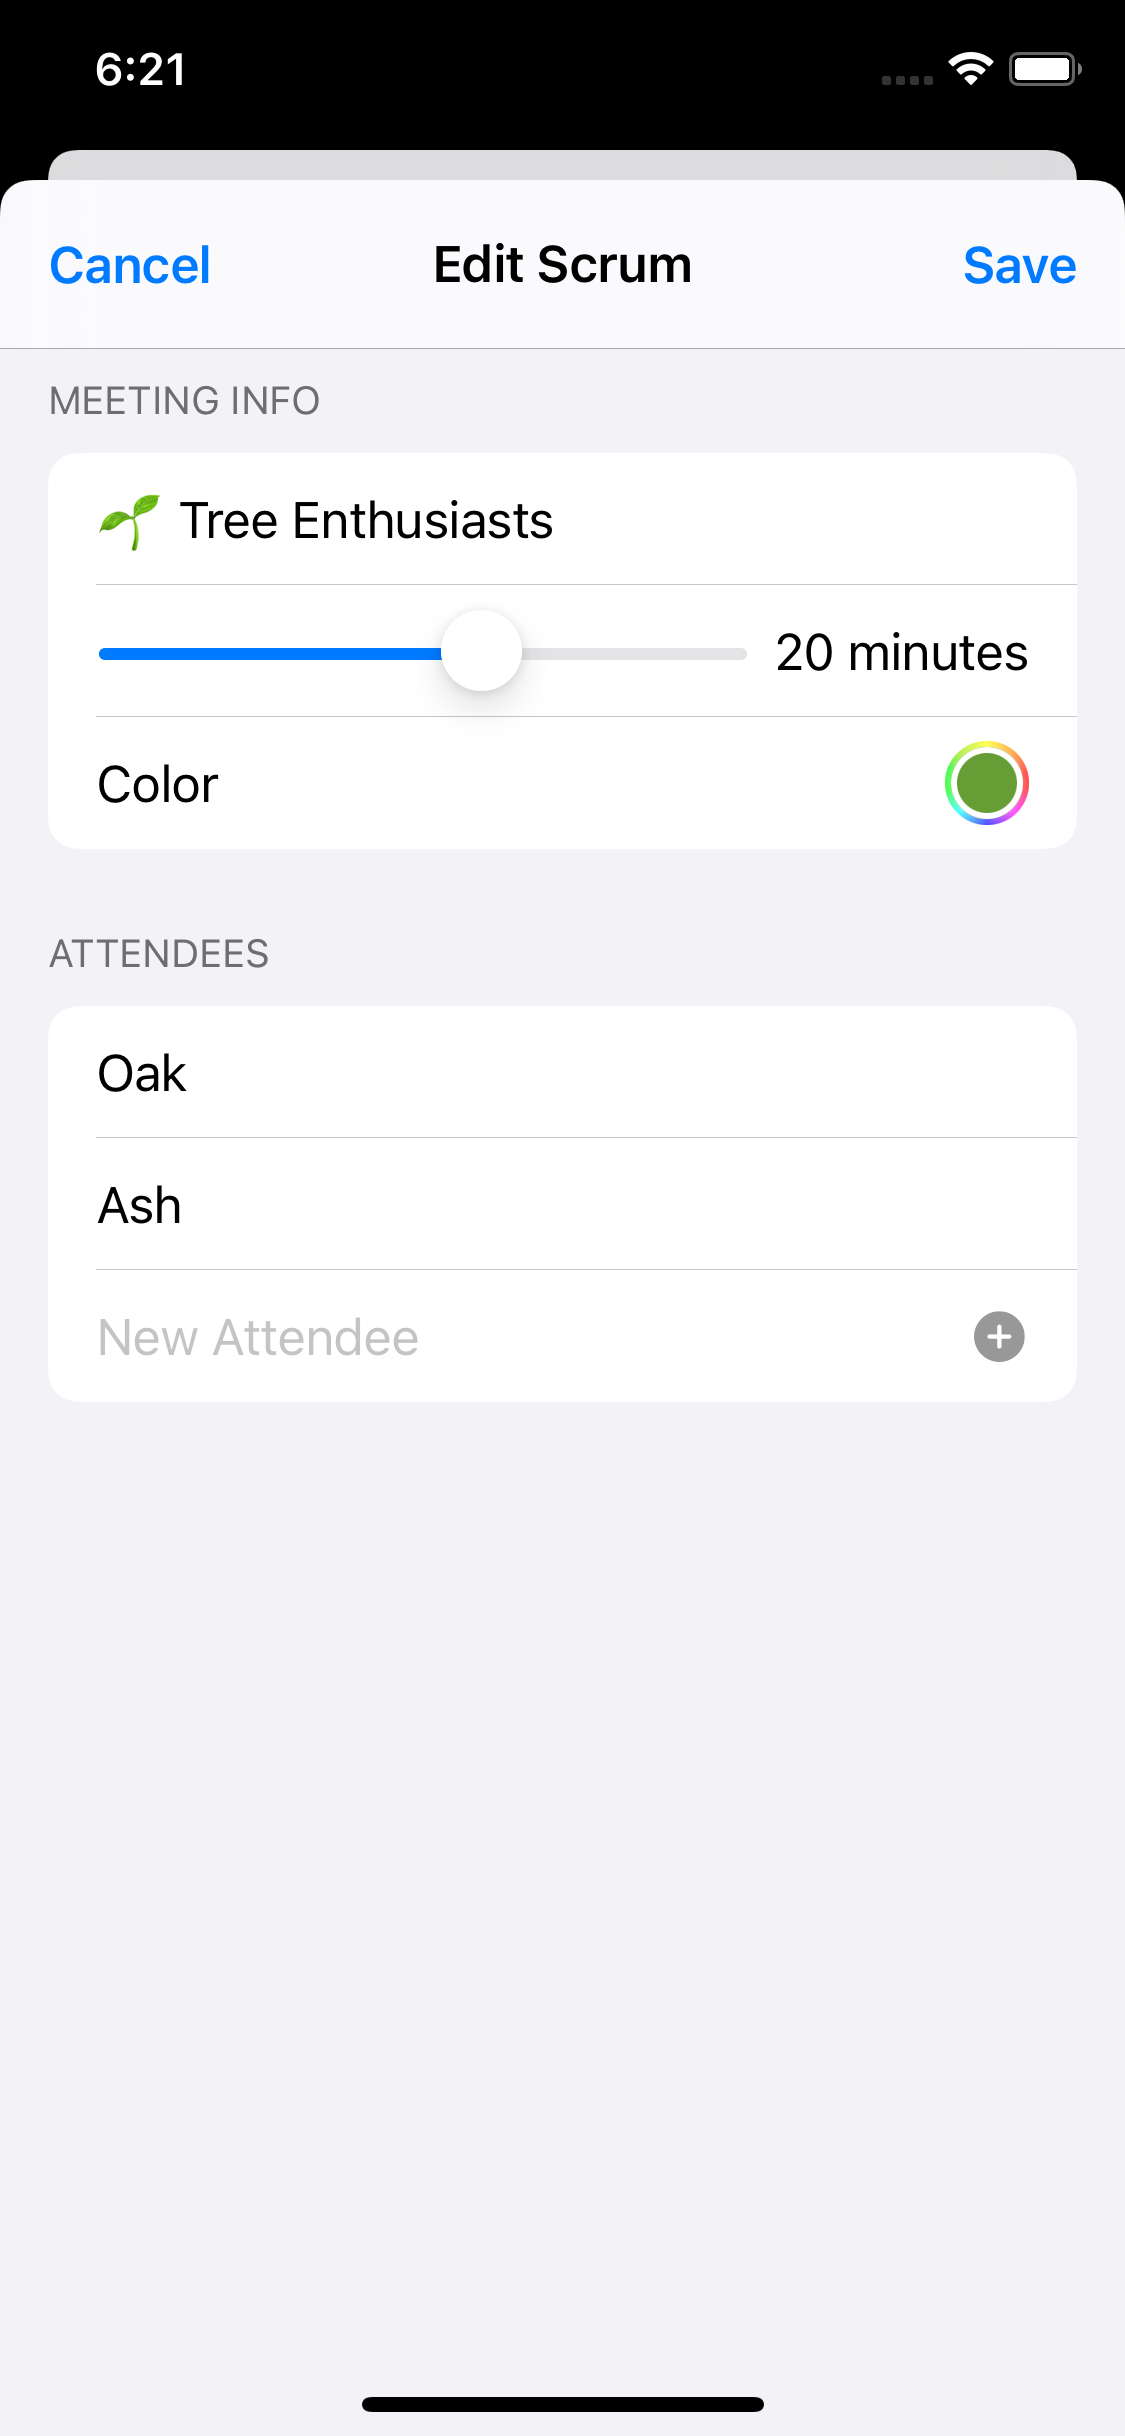 6:21
Cancel Edit Scrum Save
MEETING INFO
🌱 Tree Enthusiasts
20 minutes
Color
ATTENDEES
Oak
Ash
New Attendee